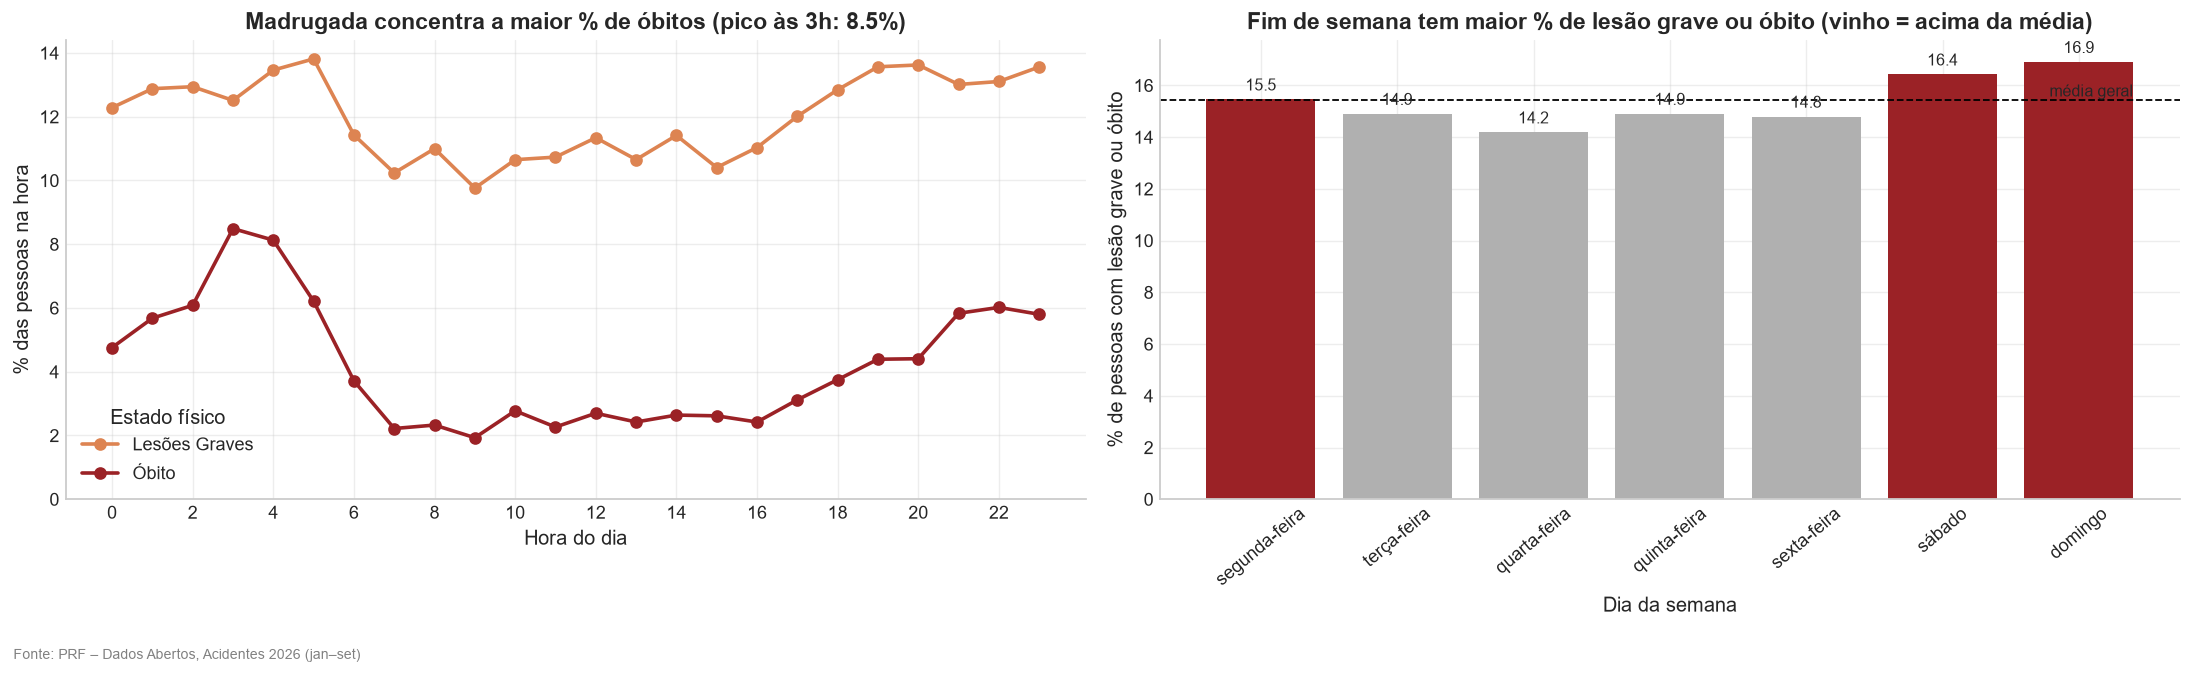 Madrugada concentra a maior % de óbitos (pico às 3h: 8.5%)
% das pessoas na hora
14
12
10
8
6
4
2
0
Estado físico
Lesões Graves
Óbito
0 2 4 6 8 10 12 14 16 18 20 22
Hora do dia
Fim de semana tem maior % de lesão grave ou óbito (vinho = acima da média)
% de pessoas com lesão grave ou óbito
16
14
12
10
8
6
4
2
0
15.5 14.9 14.2 14.9 14.8 16.4 16.9
média geral
segunda-feira terça-feira quarta-feira quinta-feira sexta-feira sábado domingo
Dia da semana
Fonte: PRF – Dados Abertos, Acidentes 2026 (jan–set)